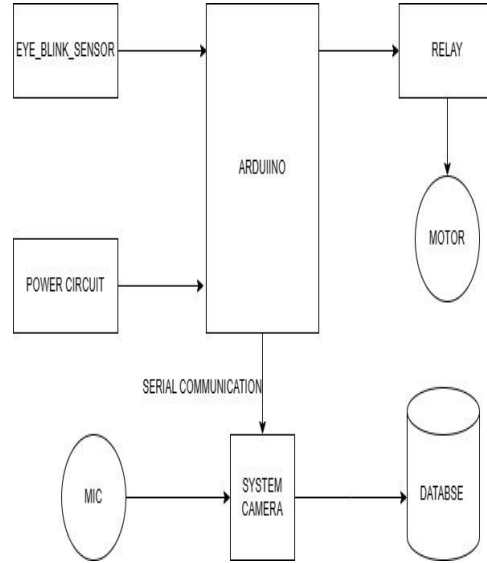 EYE_BLINK_SENSOR
RELAY
ARDUIINO
MOTOR
POWER CIRCUIT
SERIAL COMMUNICATION
MIC
SYSTEM
CAMERA
DATABSE